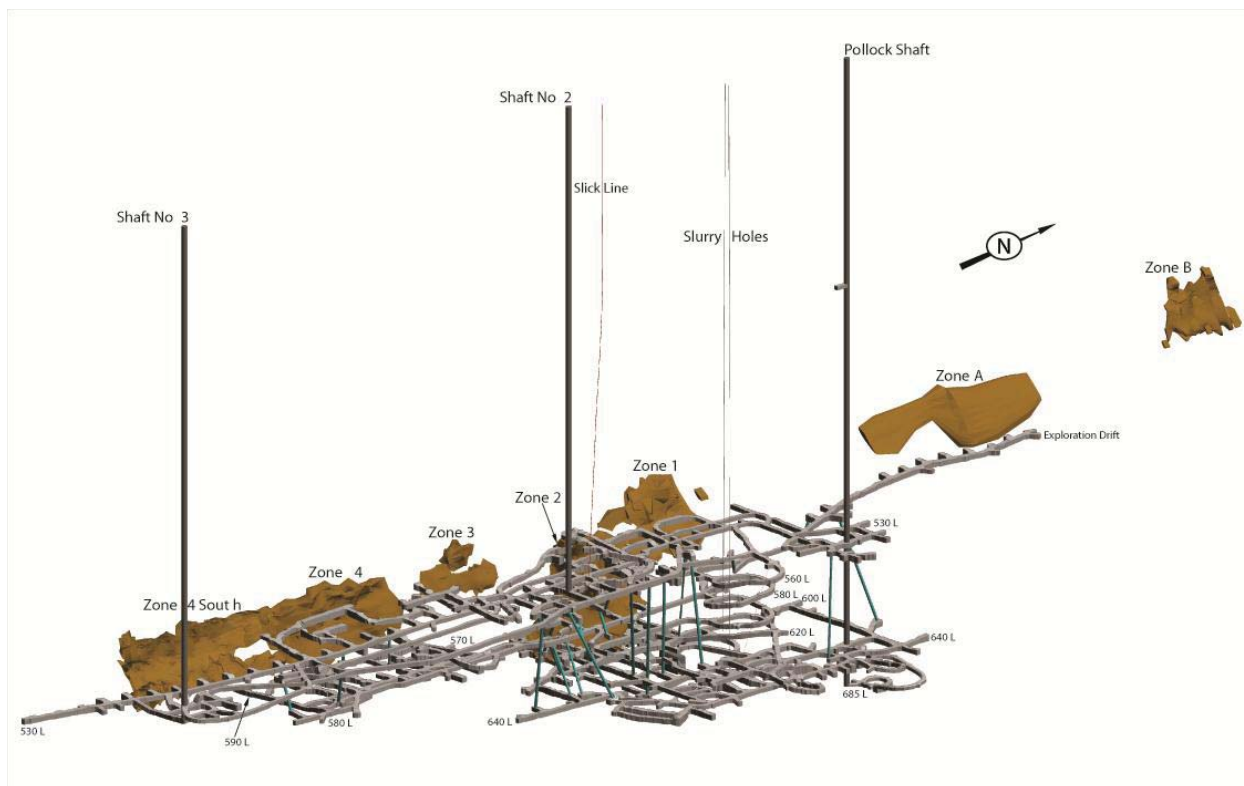 Pollock Shaft
Shaft No 2
Slick Line
Shaft No 3
Slurry Holes
N
Zone B
Zone A
Exploration Drift
Zone 1
Zone 2
530 L
Zone 3
560 L
Zone 4
580 L
600 L
Zone 4 Sout h
570 L
620 L
640 L
685 L
530 L
580 L
640 L
590 L